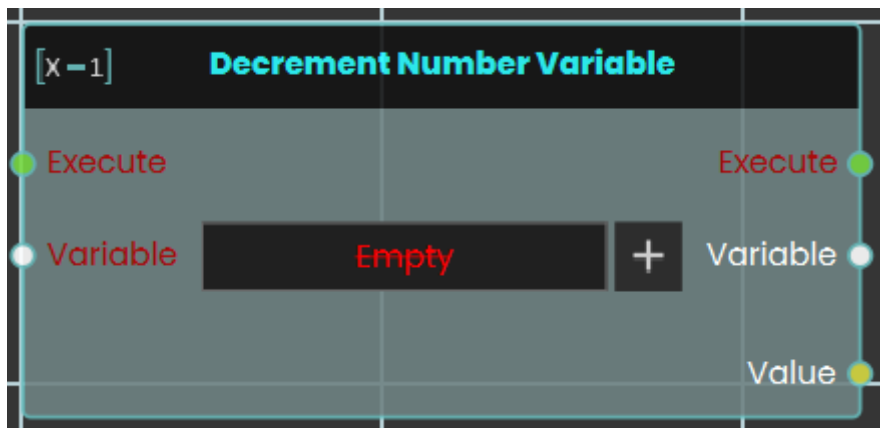 [x-1] Decrement Number Variable
Execute Execute
Variable Empty + Variable
Value